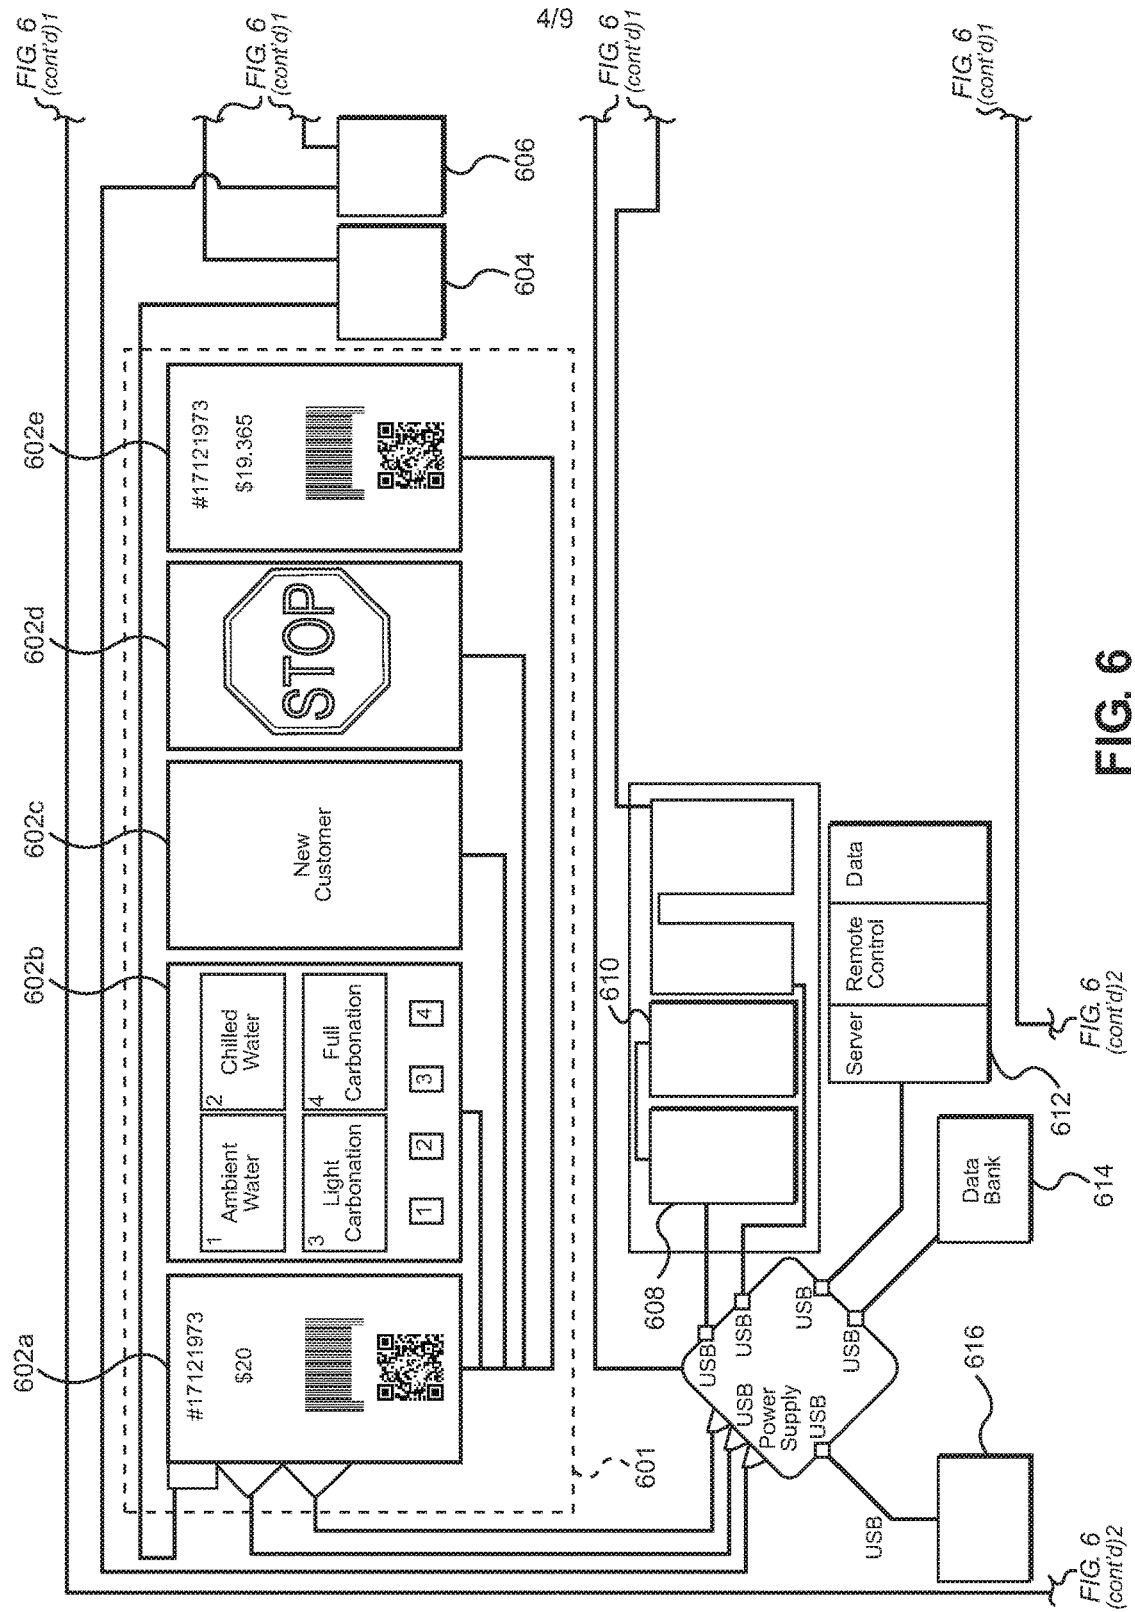 4/9
FIG. 6
(cont'd)1
FIG. 6
(cont'd)1
FIG. 6
(cont'd)1
FIG. 6
(cont'd)1
602a
602b
602c
602d
602e
#17121973
$20
1
Ambient
Water
2
Chilled
Water
3
Light
Carbonation
4
Full
Carbonation
1
2
3
4
New
Customer
STOP
#17121973
$19.365
604
606
601
608
610
USB
USB
USB
USB
USB
USB
USB
Power
Supply
Server
Remote
Control
Data
612
Data
Bank
614
616
FIG. 6
(cont'd)2
FIG. 6
(cont'd)2
FIG. 6